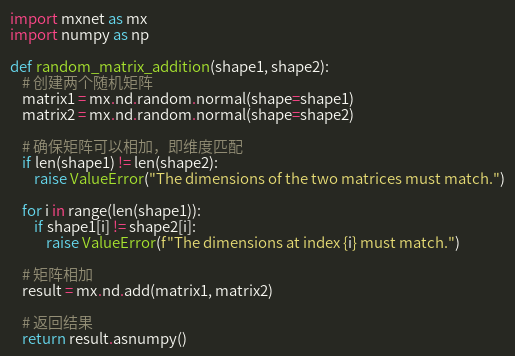 import mxnet as mx
import numpy as np
def random_matrix_addition(shape1, shape2):
# 创建两个随机矩阵
matrix1 = mx.nd.random.normal(shape=shape1)
matrix2 = mx.nd.random.normal(shape=shape2)
# 确保矩阵可以相加，即维度匹配
if len(shape1) != len(shape2):
raise ValueError("The dimensions of the two matrices must match.")
for i in range(len(shape1)):
if shape1[i] != shape2[i]:
raise ValueError(f"The dimensions at index {i} must match.")
# 矩阵相加
result = mx.nd.add(matrix1, matrix2)
# 返回结果
return result.asnumpy()